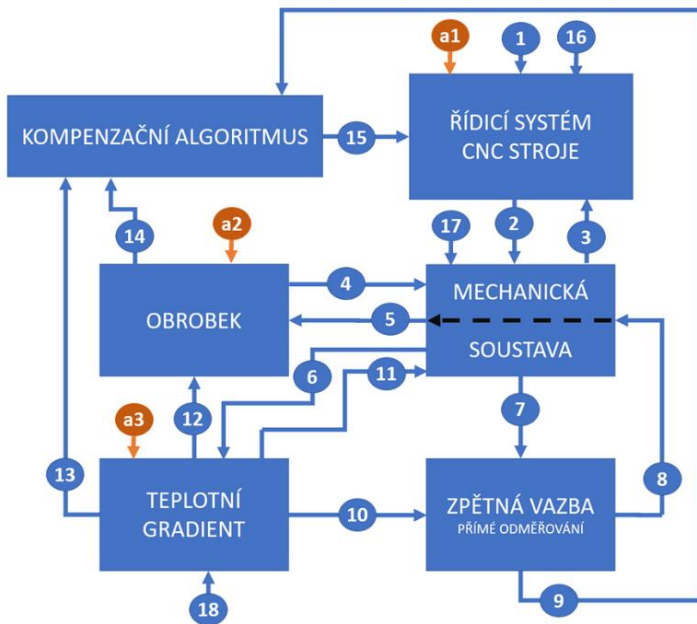 a1
1
16
KOMPENZAČNÍ ALGORITMUS
15
ŘÍDICÍ SYSTÉM
CNC STROJE
14
a2
17
2
3
OBROBEK
4
5
MECHANICKÁ
SOUSTAVA
6
11
12
a3
7
13
8
TEPLOTNÍ
GRADIENT
10
ZPĚTNÁ VAZBA
PŘÍMÉ ODMĚŘOVÁNÍ
18
9